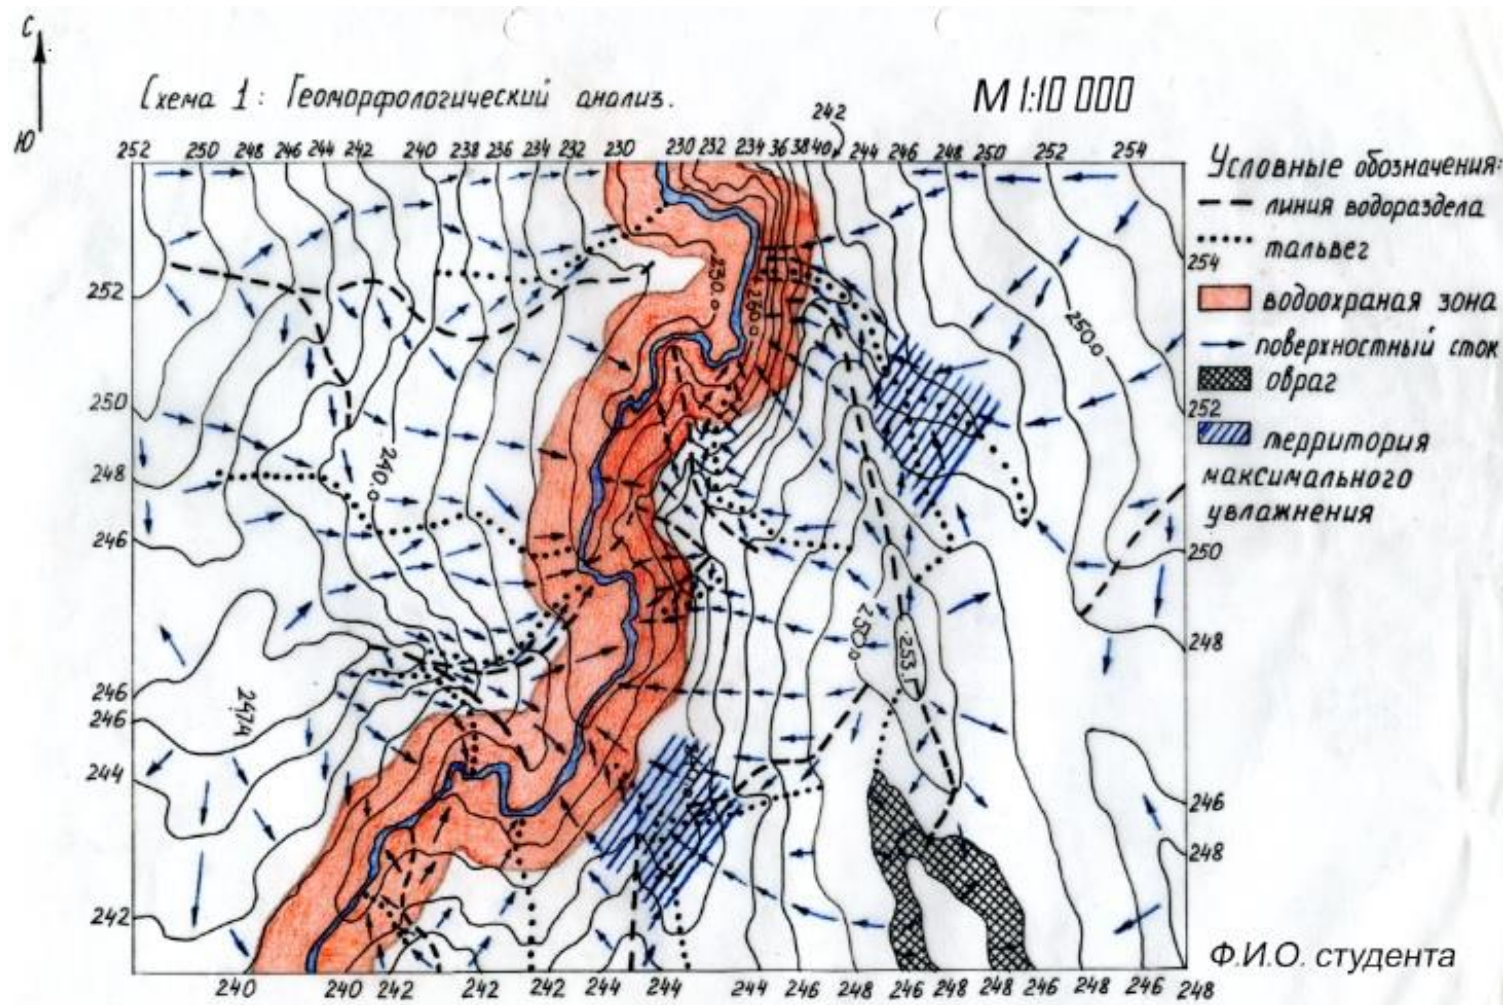 С
Ю
Схема 1: Геоморфологический анализ.
М 1:10 000
242
252 250 248 246 244 242 240 238 236 234 232 230 230 232 234 36 38 40 244 246 248 250 252 254
Условные обозначения:
линия водораздела
тальвег
водоохраная зона
поверхностный сток
овраг
территория
максимального
увлажнения
254
252
250
248
246
248
252
250
248
246
246
246
244
242
230.0
250.0
240.0
250.0
253.1
247.4
240 240 242 242 242 244 244 244 246 246 248 246 246 248
Ф.И.О. студента